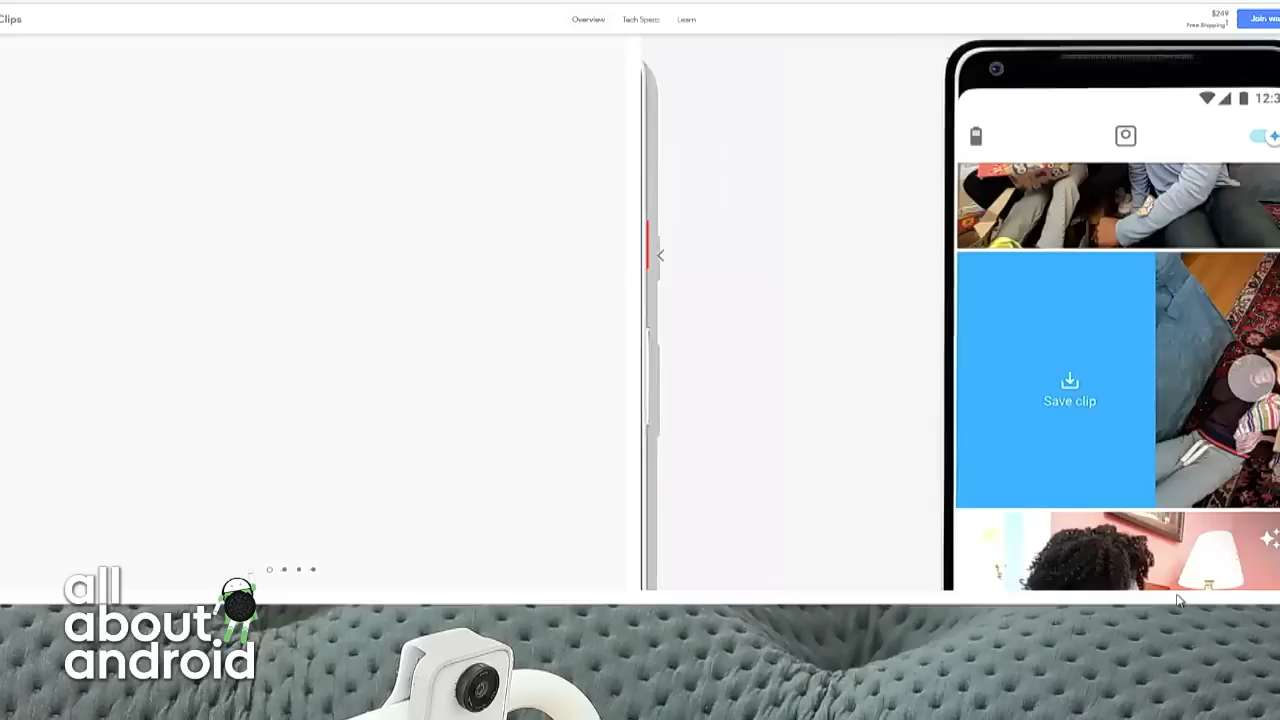 Clips
Overview
Tech Specs
Learn
$249
Free Shipping†
Join wa
12:3
Save clip
all
about
android